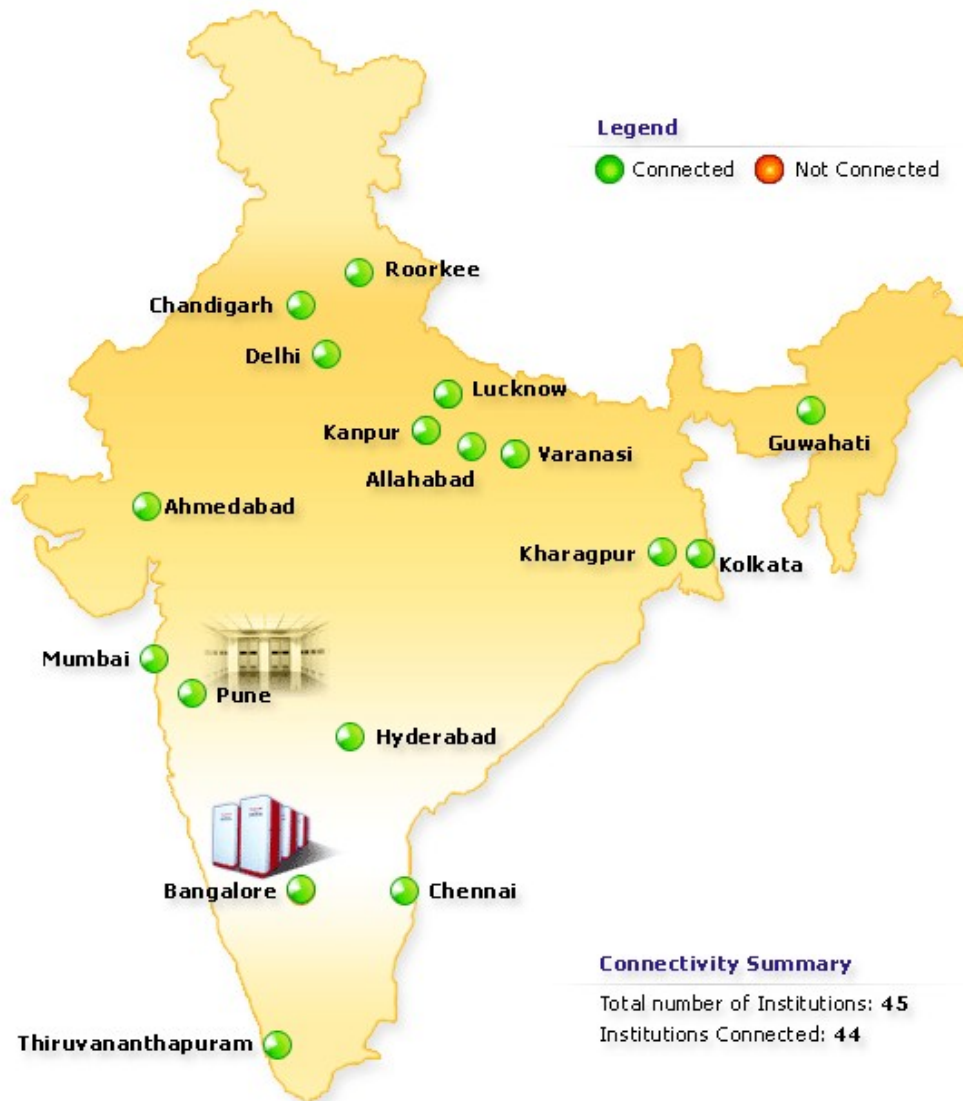 Legend
Connected Not Connected
Roorkee
Chandigarh
Delhi
Lucknow
Kanpur
Varanasi
Allahabad
Guwahati
Ahmedabad
Kharagpur
Kolkata
Mumbai
Pune
Hyderabad
Bangalore
Chennai
Connectivity Summary
Total number of Institutions: 45
Institutions Connected: 44
Thiruvananthapuram